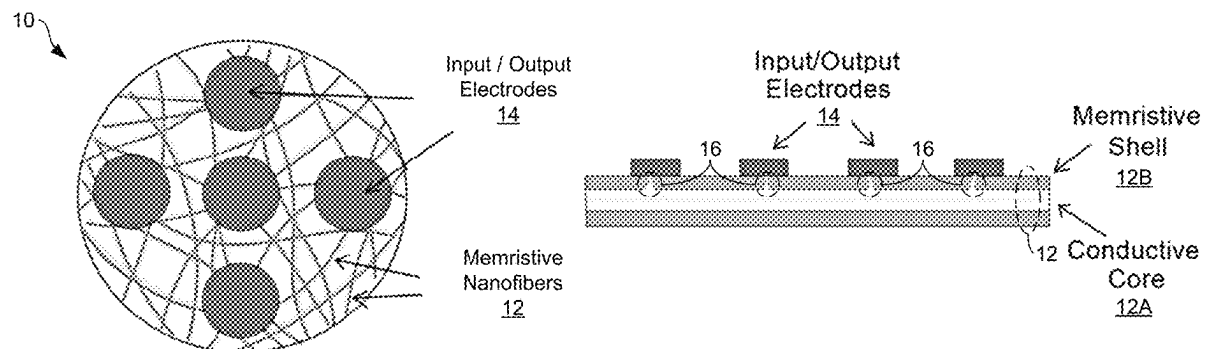 10
Input / Output
Electrodes
14
Memristive
Nanofibers
12
Input/Output
Electrodes
14
16
16
Memristive
Shell
12B
12
Conductive
Core
12A